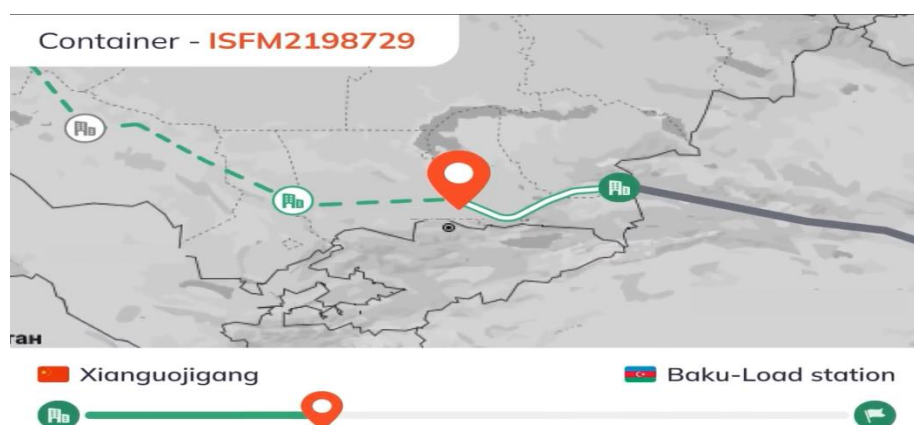 Container - ISFM2198729
тан
Xianguojigang
Baku-Load station